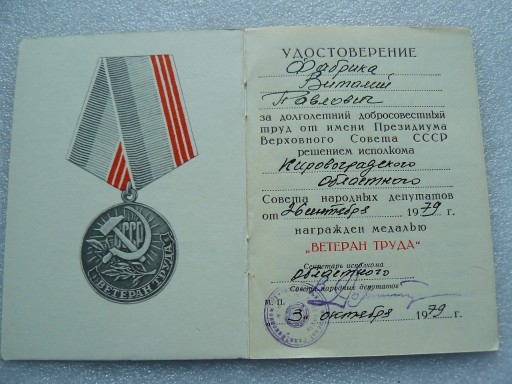 СССР
ВЕТЕРАН ТРУДА
УДОСТОВЕРЕНИЕ
Фабрика
Виталий
Павлович
за долголетний добросовестный
труд от имени Президиума
Верховного Совета СССР
решением исполкома
Кировоградского
областного
Совета народных депутатов
от 26 сентября 1979 г.
награжден медалью
„ВЕТЕРАН ТРУДА"
Секретарь исполкома
областного
Совета народных депутатов
М. П.
3 октября 1979 г.